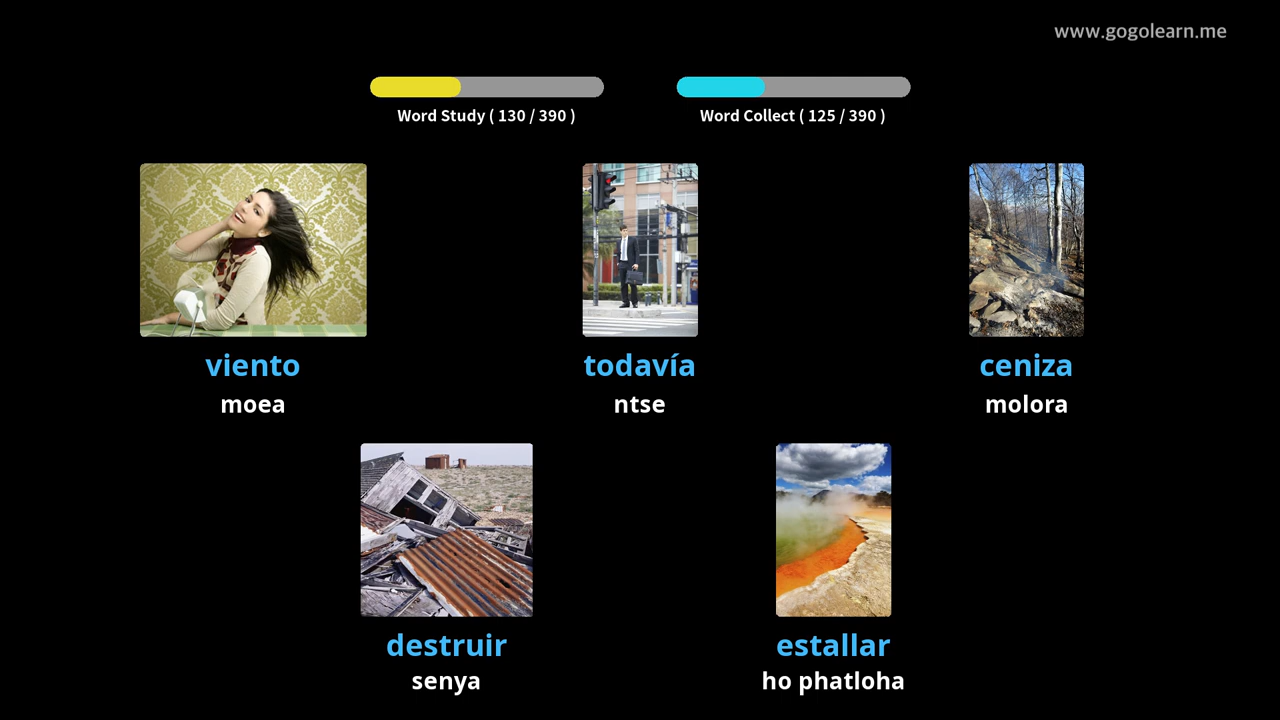 www.gogolearn.me
Word Study ( 130 / 390 )
Word Collect ( 125 / 390 )
viento
moea
todavía
ntse
ceniza
molora
destruir
senya
estallar
ho phatloha